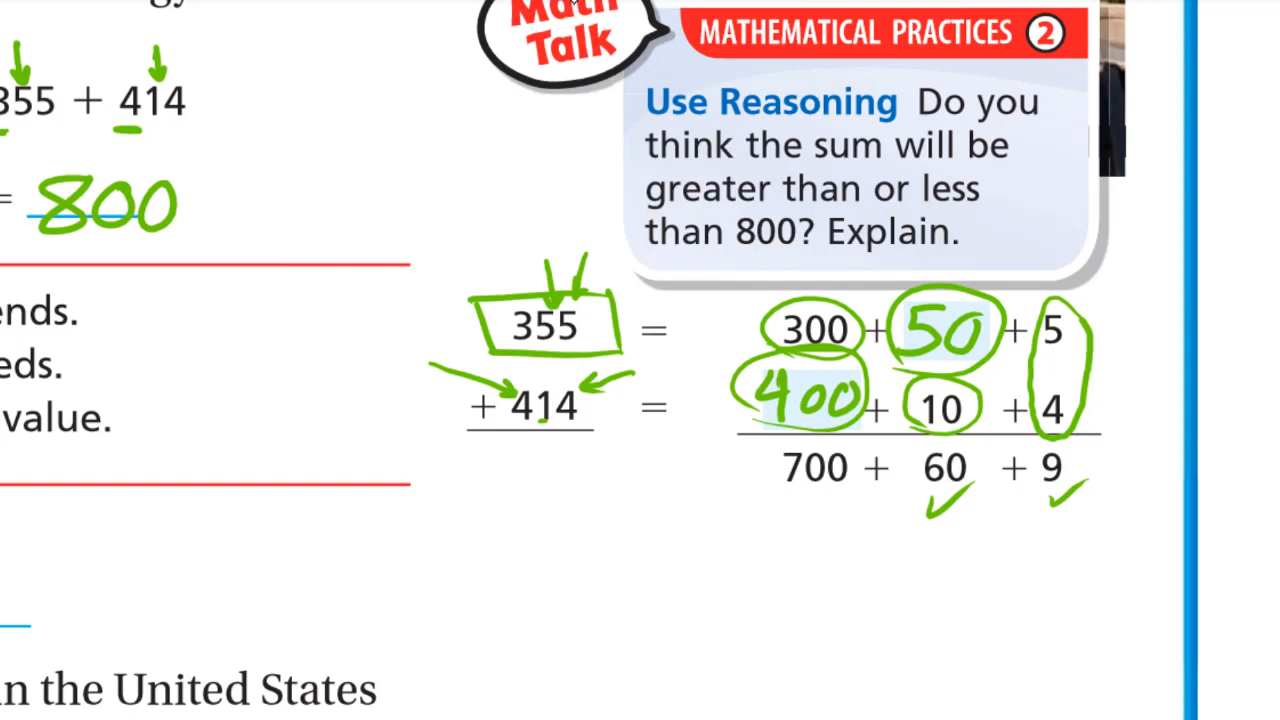 Math
Talk
MATHEMATICAL PRACTICES 2
Use Reasoning Do you
think the sum will be
greater than or less
than 800? Explain.
355 + 414
= 800
ends.
eeds.
value.
355 = 300 + 50 + 5
+ 414 = 400 + 10 + 4
700 + 60 + 9
in the United States